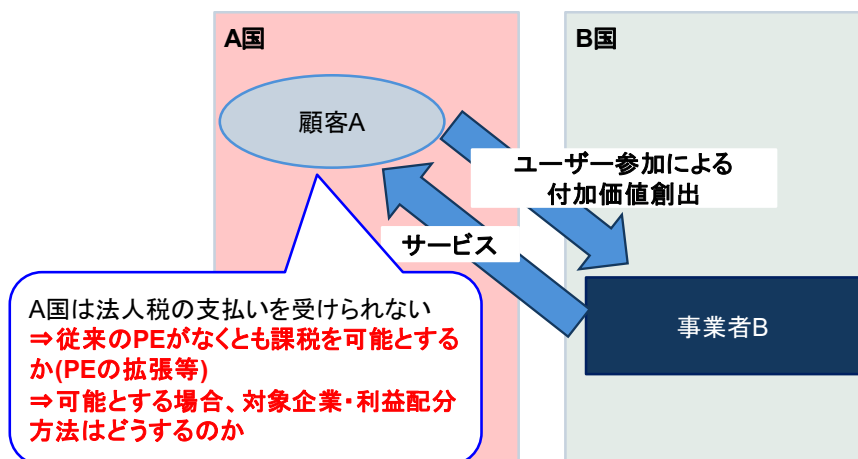 A国
B国
顧客A
ユーザー参加による
付加価値創出
サービス
事業者B
A国は法人税の支払いを受けられない
⇒従来のPEがなくとも課税を可能とする
か(PEの拡張等)
⇒可能とする場合、対象企業・利益配分
方法はどうするのか